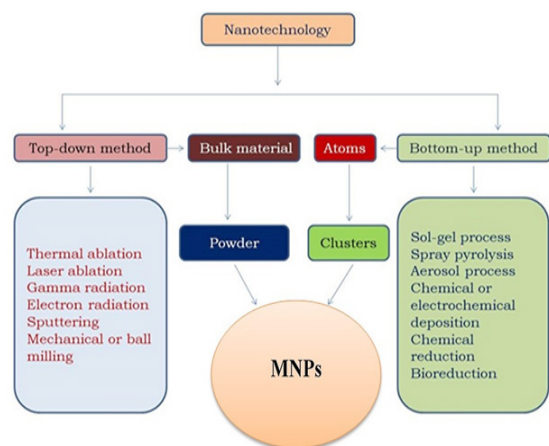 Nanotechnology
Top-down method
Bulk material
Atoms
Bottom-up method
Powder
Clusters
Thermal ablation
Laser ablation
Gamma radiation
Electron radiation
Sputtering
Mechanical or ball
milling
Sol-gel process
Spray pyrolysis
Aerosol process
Chemical or
electrochemical
deposition
Chemical
reduction
Bioreduction
MNPs